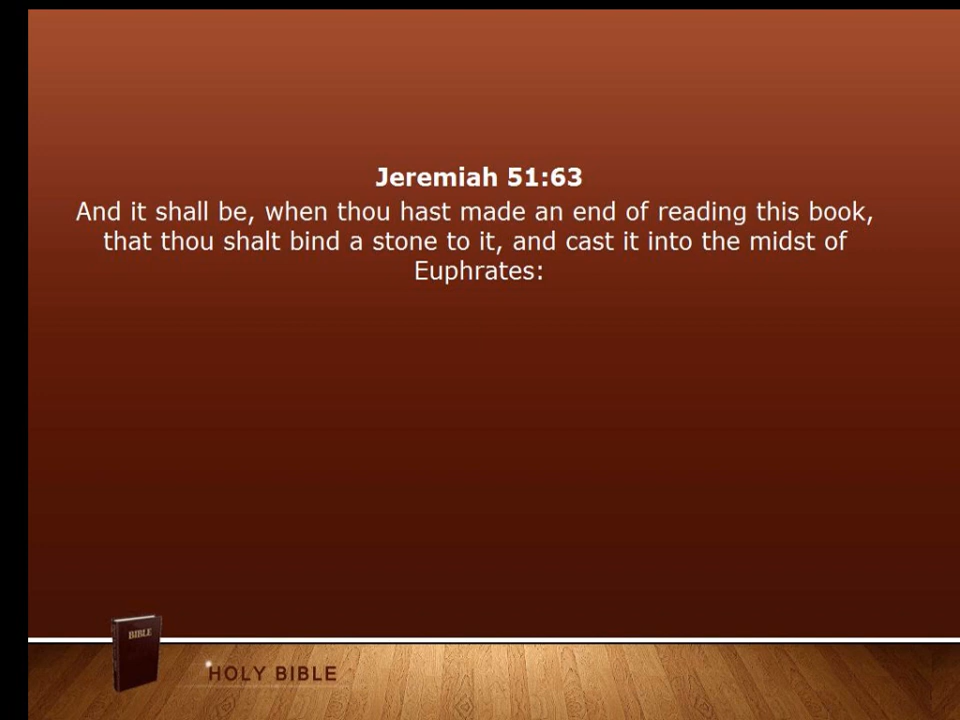 Jeremiah 51:63
And it shall be, when thou hast made an end of reading this book,
that thou shalt bind a stone to it, and cast it into the midst of
Euphrates:
BIBLE
HOLY BIBLE